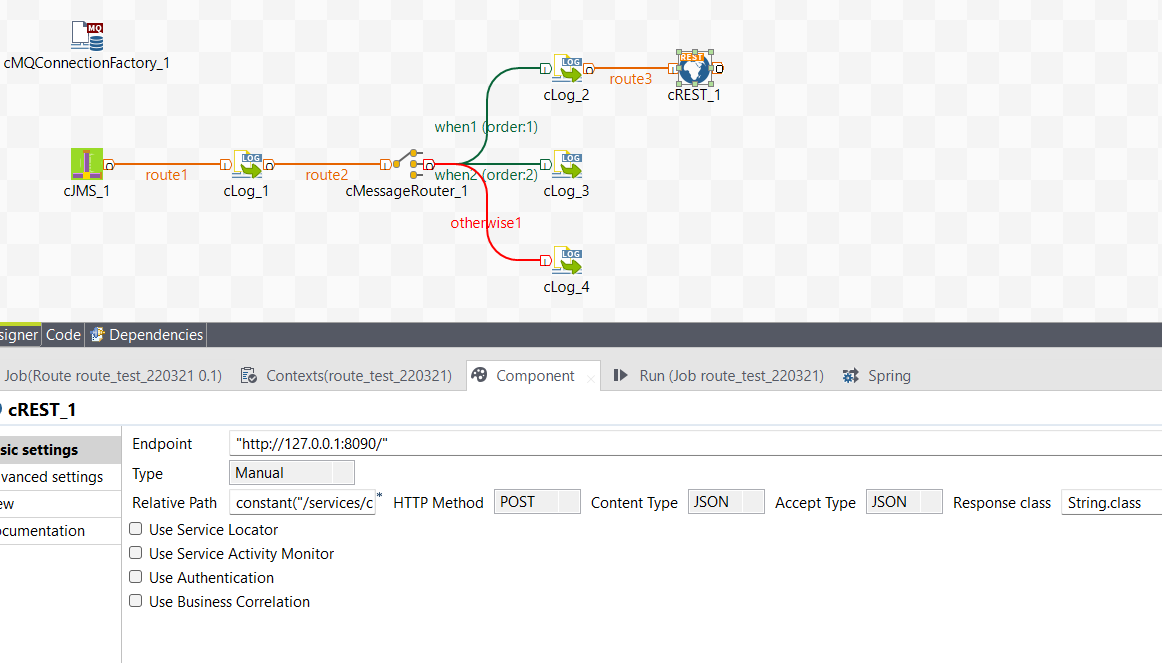 MQ
cMQConnectionFactory_1
LOG
REST
route3
cLog_2
cREST_1
when1 (order:1)
LOG
LOG
route1
route2
when2 (order:2)
cJMS_1
cLog_1
cMessageRouter_1
cLog_3
otherwise1
LOG
cLog_4
signer
Code
Dependencies
Job(Route route_test_220321 0.1)
Contexts(route_test_220321)
Component
Run (Job route_test_220321)
Spring
cREST_1
sic settings
Endpoint
"http://127.0.0.1:8090/"
vanced settings
Type
Manual
ew
Relative Path
constant("/services/c
*
HTTP Method
POST
Content Type
JSON
Accept Type
JSON
Response class
String.class
ocumentation
Use Service Locator
Use Service Activity Monitor
Use Authentication
Use Business Correlation